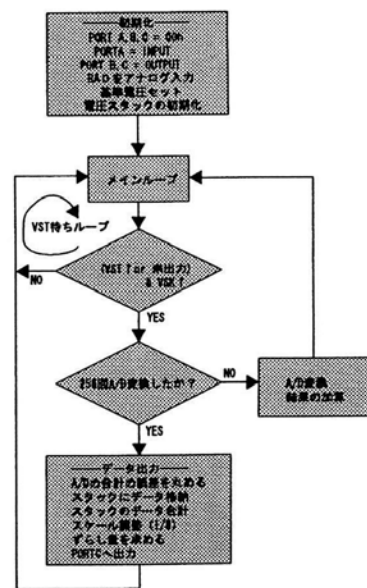 初期化
PORT A,B,C = 00h
PORTA = INPUT
PORT B,C = OUTPUT
RA0をアナログ入力
基準電圧セット
電圧スタックの初期化
メインループ
VST待ちループ
(VST↑or 未出力)
& VSK↑
NO
YES
256回A/D変換したか？
NO
A/D変換
結果の加算
YES
データ出力
A/Dの合計の誤差を丸める
スタックにデータ格納
スタックのデータ合計
スケール調整 (1/8)
ずらし量を求める
PORTCへ出力